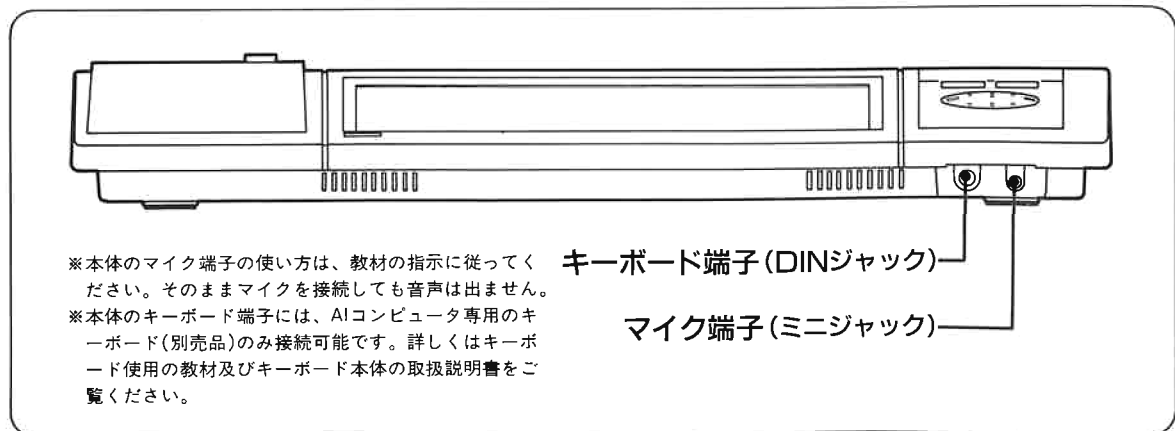 ※本体のマイク端子の使い方は、教材の指示に従ってく
ださい。そのままマイクを接続しても音声は出ません。
※本体のキーボード端子には、AIコンピュータ専用のキ
ーボード(別売品)のみ接続可能です。詳しくはキーボ
ード使用の教材及びキーボード本体の取扱説明書をご
覧ください。
キーボード端子(DINジャック)
マイク端子(ミニジャック)